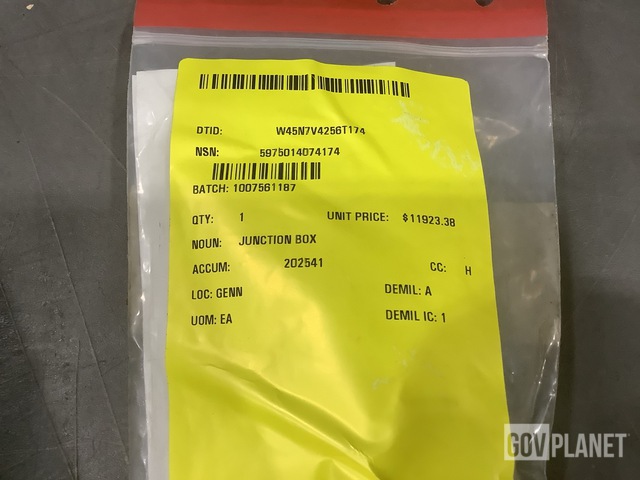 DTID: W45N7V4256T174
NSN: 5975014074174
BATCH: 1007561187
QTY: 1 UNIT PRICE: $11923.38
NOUN: JUNCTION BOX
ACCUM: 202541 CC: H
LOC: GENN DEMIL: A
UOM: EA DEMIL IC: 1
GOVPLANET